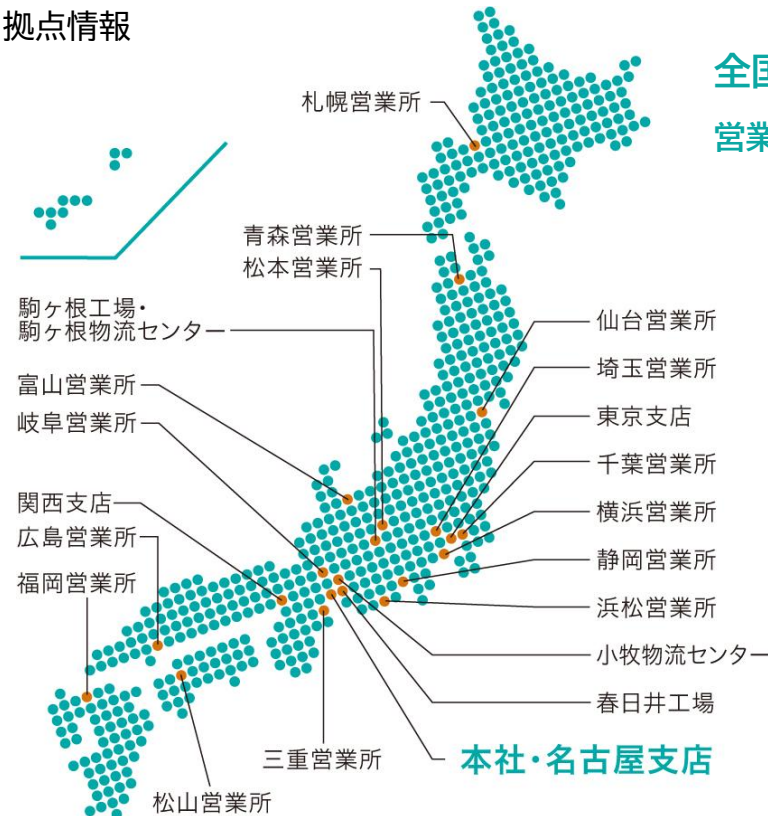 拠点情報
全国
営業
札幌営業所
青森営業所
松本営業所
駒ヶ根工場・
駒ヶ根物流センター
富山営業所
岐阜営業所
関西支店
広島営業所
福岡営業所
仙台営業所
埼玉営業所
東京支店
千葉営業所
横浜営業所
静岡営業所
浜松営業所
小牧物流センター
春日井工場
本社・名古屋支店
三重営業所
松山営業所